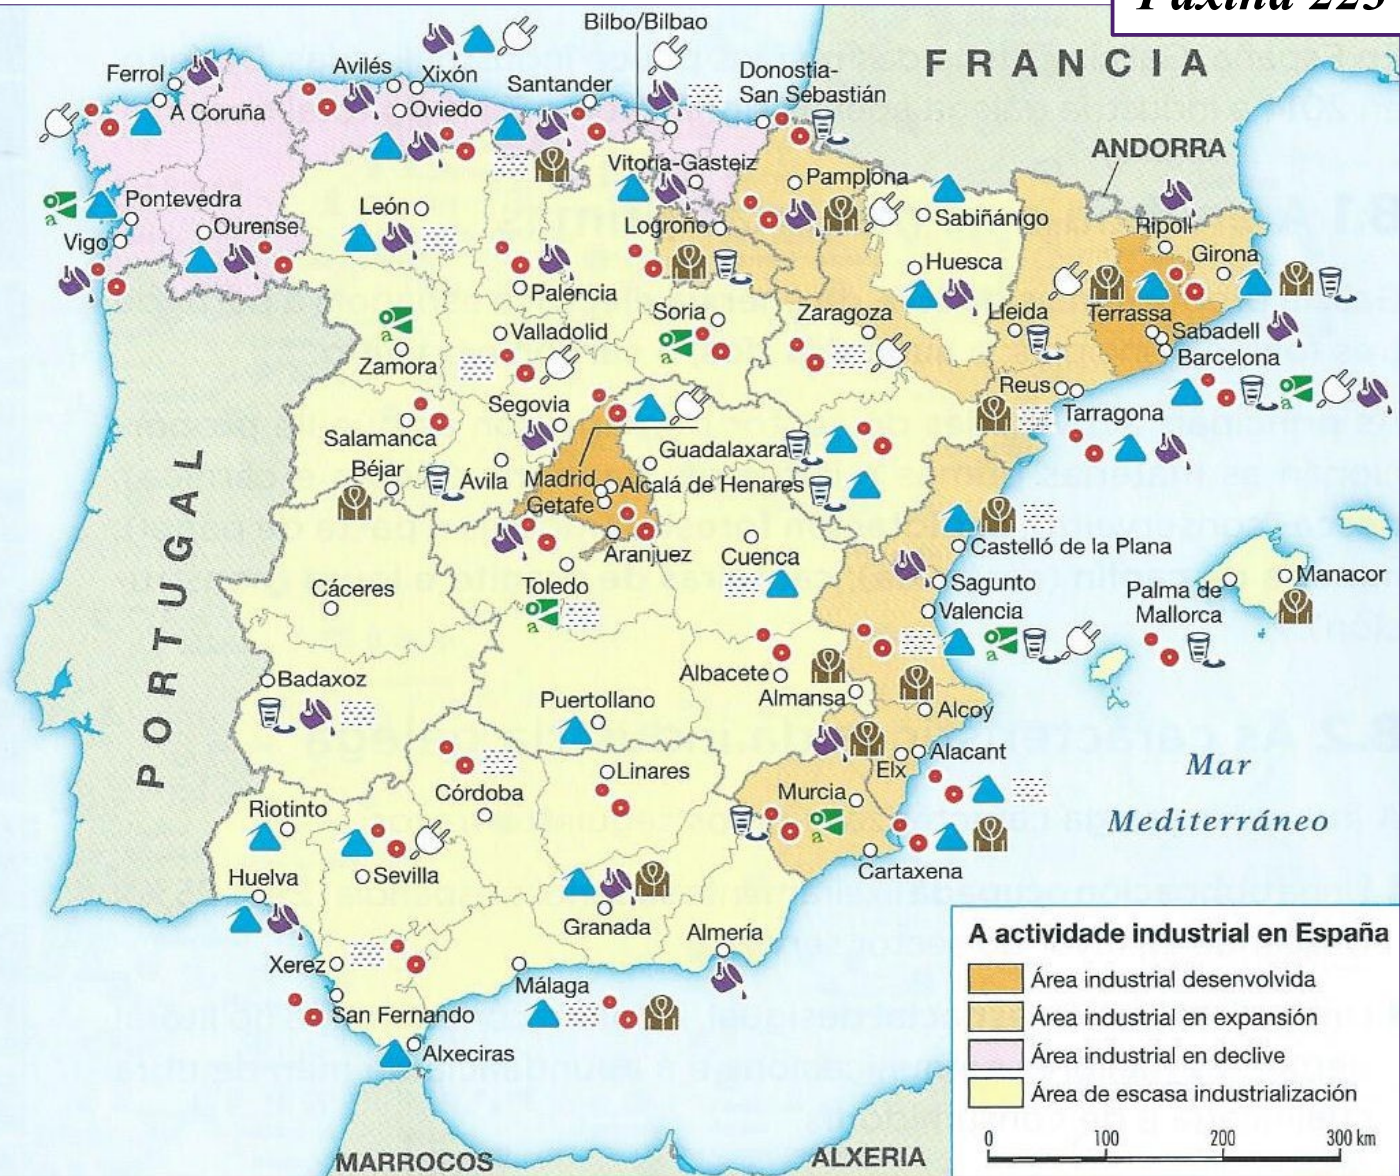 Páxina 223
Bilbo/Bilbao
FRANCIA
Ferrol
Avilés
Xixón
Santander
Donostia-
San Sebastián
A Coruña
Oviedo
ANDORRA
Vitoria-Gasteiz
Pamplona
Pontevedra
León
Sabiñánigo
Ripoll
Ourense
Logroño
Vigo
Huesca
Girona
Palencia
Soria
Zaragoza
Lleida
Terrassa
Valladolid
Sabadell
Zamora
Barcelona
Reus
Segovia
Tarragona
Salamanca
Guadalaxara
Béjar
Ávila
Madrid
Alcalá de Henares
Getafe
PORTUGAL
Aranjuez
Cuenca
Castelló de la Plana
Toledo
Sagunto
Manacor
Cáceres
Palma de
Mallorca
Valencia
Albacete
Badaxoz
Almansa
Puertollano
Alcoy
Elx
Alacant
Mar
Mediterráneo
Linares
Córdoba
Murcia
Riotinto
Sevilla
Cartaxena
Huelva
Granada
Almería
Xerez
Málaga
San Fernando
Alxeciras
MARROCOS
ALXERIA
A actividade industrial en España
Área industrial desenvolvida
Área industrial en expansión
Área industrial en declive
Área de escasa industrialización
0 100 200 300 km